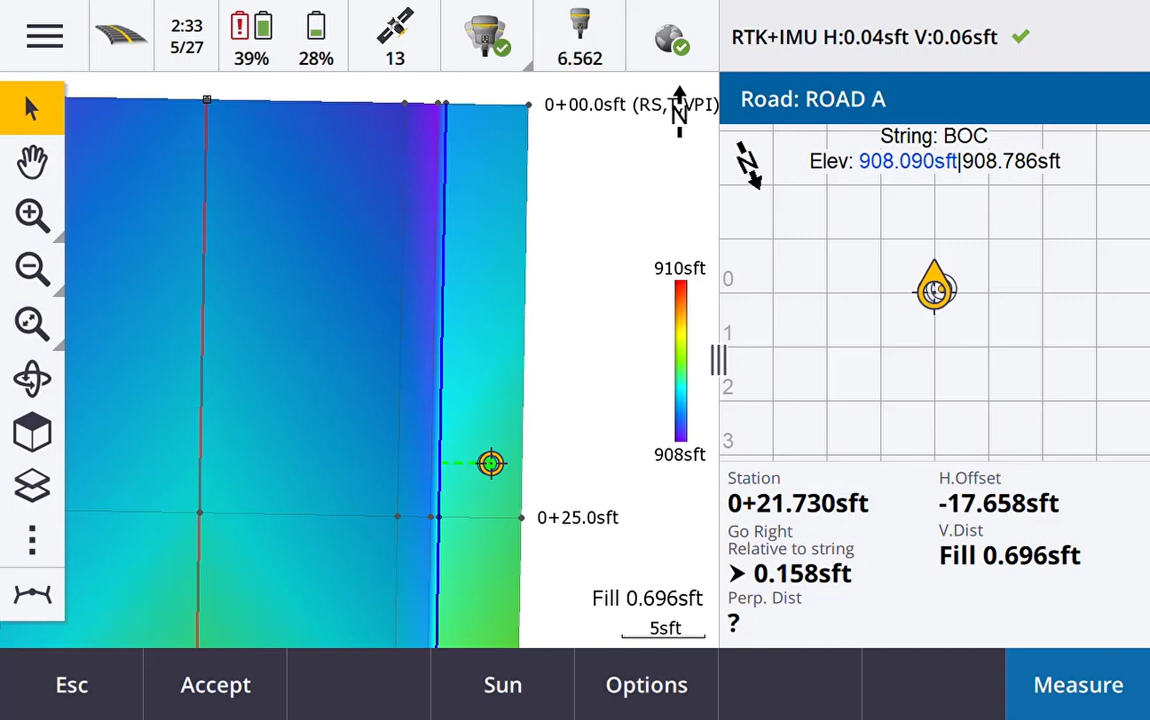 2:33
5/27
39%
28%
13
6.562
RTK+IMU H:0.04sft V:0.06sft
Road: ROAD A
0+00.0sft (RS,T,VPI)
N
910sft
908sft
0+25.0sft
Fill 0.696sft
5sft
String: BOC
Elev: 908.090sft|908.786sft
N
0
1
2
3
Station
0+21.730sft
H.Offset
-17.658sft
Go Right
Relative to string
0.158sft
V.Dist
Fill 0.696sft
Perp. Dist
?
Esc
Accept
Sun
Options
Measure